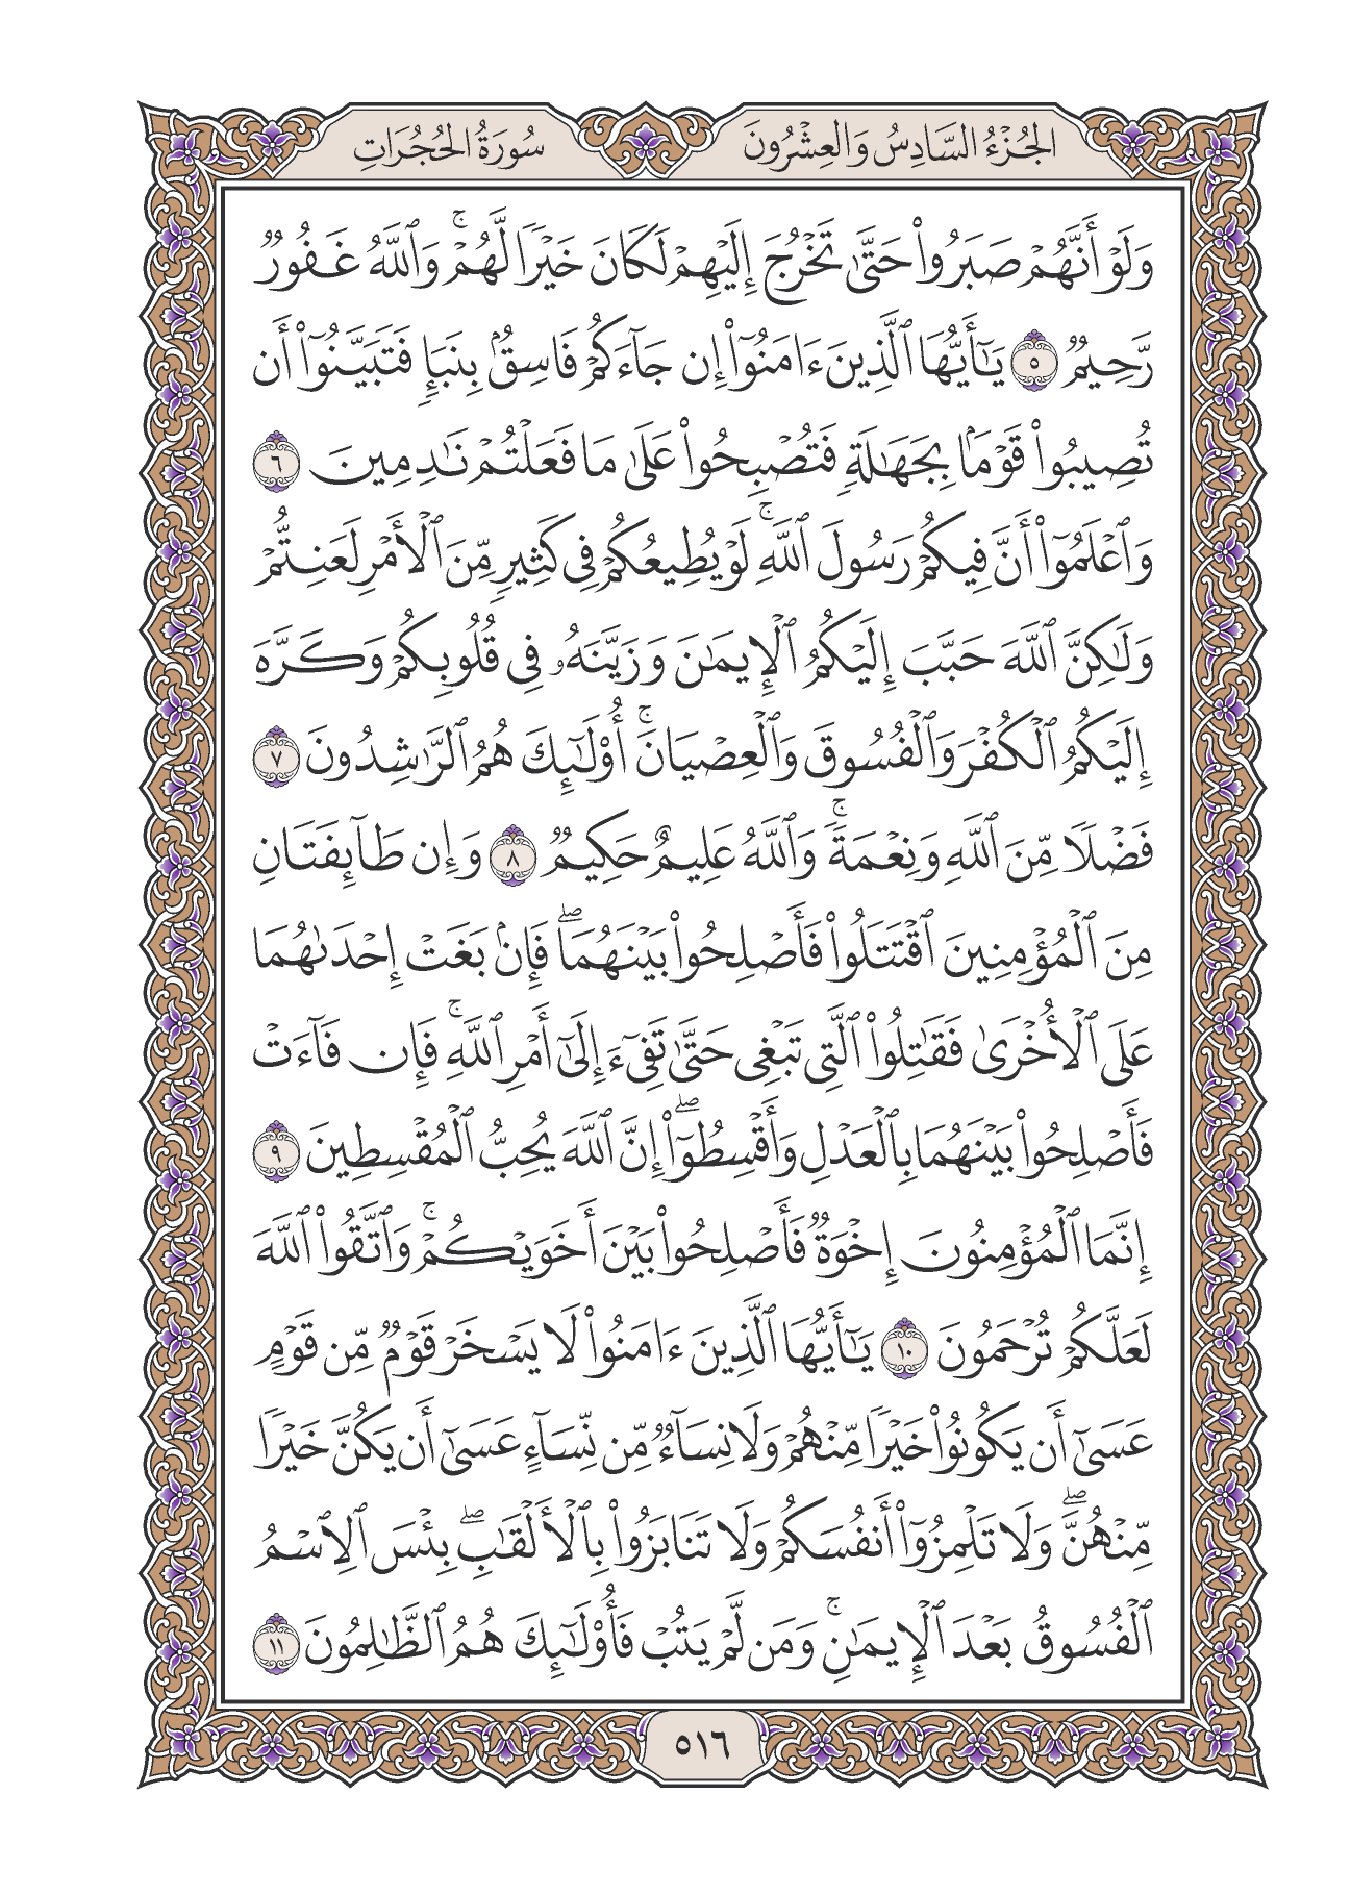 الجُزْءُ السَّادِسُ وَالعِشْرُونَ
سُورَةُ الحُجُرَاتِ
وَلَوۡ أَنَّهُمۡ صَبَرُواْ حَتَّىٰ تَخۡرُجَ إِلَيۡهِمۡ لَكَانَ خَيۡرٗا لَّهُمۡۚ وَٱللَّهُ غَفُورٞ
رَّحِيمٞ ٥ يَٰٓأَيُّهَا ٱلَّذِينَ ءَامَنُوٓاْ إِن جَآءَكُمۡ فَاسِقُۢ بِنَبَإٖ فَتَبَيَّنُوٓاْ أَن
تُصِيبُواْ قَوۡمَۢا بِجَهَٰلَةٖ فَتُصۡبِحُواْ عَلَىٰ مَا فَعَلۡتُمۡ نَٰدِمِينَ ٦
وَٱعۡلَمُوٓاْ أَنَّ فِيكُمۡ رَسُولَ ٱللَّهِۚ لَوۡ يُطِيعُكُمۡ فِي كَثِيرٖ مِّنَ ٱلۡأَمۡرِ لَعَنِتُّمۡ
وَلَٰكِنَّ ٱللَّهَ حَبَّبَ إِلَيۡكُمُ ٱلۡإِيمَٰنَ وَزَيَّنَهُۥ فِي قُلُوبِكُمۡ وَكَرَّهَ
إِلَيۡكُمُ ٱلۡكُفۡرَ وَٱلۡفُسُوقَ وَٱلۡعِصۡيَانَۚ أُوْلَٰٓئِكَ هُمُ ٱلرَّٰشِدُونَ ٧
فَضۡلٗا مِّنَ ٱللَّهِ وَنِعۡمَةٗۚ وَٱللَّهُ عَلِيمٌ حَكِيمٞ ٨ وَإِن طَآئِفَتَانِ
مِنَ ٱلۡمُؤۡمِنِينَ ٱقۡتَتَلُواْ فَأَصۡلِحُواْ بَيۡنَهُمَاۖ فَإِنۢ بَغَتۡ إِحۡدَىٰهُمَا
عَلَى ٱلۡأُخۡرَىٰ فَقَٰتِلُواْ ٱلَّتِي تَبۡغِي حَتَّىٰ تَفِيٓءَ إِلَىٰٓ أَمۡرِ ٱللَّهِۚ فَإِن فَآءَتۡ
فَأَصۡلِحُواْ بَيۡنَهُمَا بِٱلۡعَدۡلِ وَأَقۡسِطُوٓاْۖ إِنَّ ٱللَّهَ يُحِبُّ ٱلۡمُقۡسِطِينَ ٩
إِنَّمَا ٱلۡمُؤۡمِنُونَ إِخۡوَةٞ فَأَصۡلِحُواْ بَيۡنَ أَخَوَيۡكُمۡۚ وَٱتَّقُواْ ٱللَّهَ
لَعَلَّكُمۡ تُرۡحَمُونَ ١٠ يَٰٓأَيُّهَا ٱلَّذِينَ ءَامَنُواْ لَا يَسۡخَرۡ قَوۡمٞ مِّن قَوۡمٍ
عَسَىٰٓ أَن يَكُونُواْ خَيۡرٗا مِّنۡهُمۡ وَلَا نِسَآءٞ مِّن نِّسَآءٍ عَسَىٰٓ أَن يَكُنَّ خَيۡرٗا
مِّنۡهُنَّۖ وَلَا تَلۡمِزُوٓاْ أَنفُسَكُمۡ وَلَا تَنَابَزُواْ بِٱلۡأَلۡقَٰبِۖ بِئۡسَ ٱلِٱسۡمُ
ٱلۡفُسُوقُ بَعۡدَ ٱلۡإِيمَٰنِۚ وَمَن لَّمۡ يَتُبۡ فَأُوْلَٰٓئِكَ هُمُ ٱلظَّٰلِمُونَ ١١
٥١٦